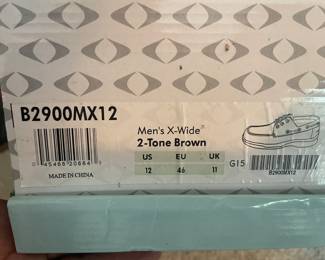 B2900MX12
Men's X-Wide
2-Tone Brown
US EU UK
12 46 11
G15
MADE IN CHINA
B2900MX12